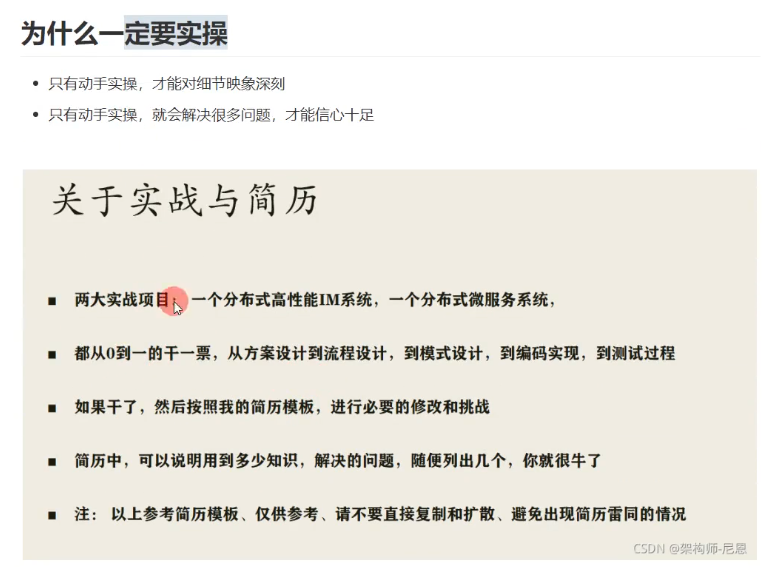 为什么一定要实操
只有动手实操，才能对细节映象深刻
只有动手实操，就会解决很多问题，才能信心十足
关于实战与简历
两大实战项目：一个分布式高性能IM系统，一个分布式微服务系统，
都从0到一的干一票，从方案设计到流程设计，到模式设计，到编码实现，到测试过程
如果干了，然后按照我的简历模板，进行必要的修改和挑战
简历中，可以说明用到多少知识，解决的问题，随便列出几个，你就很牛了
注： 以上参考简历模板、仅供参考、请不要直接复制和扩散、避免出现简历雷同的情况
CSDN @架构师-尼恩